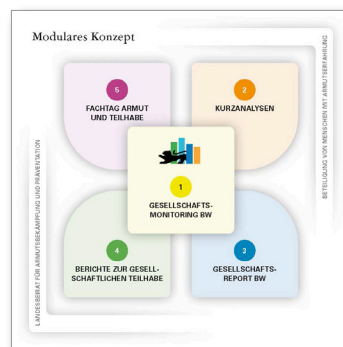 Modulares Konzept
5
FACHTAG ARMUT
UND TEILHABE
2
KURZANALYSEN
1
GESELLSCHAFTS-
MONITORING BW
4
BERICHTE ZUR GESELL-
SCHAFTLICHEN TEILHABE
3
GESELLSCHAFTS-
REPORT BW
LANDESBEIRAT FÜR ARMUTSBEKÄMPFUNG UND PRÄVENTION
BETEILIGUNG VON MENSCHEN MIT ARMUTSERFAHRUNG